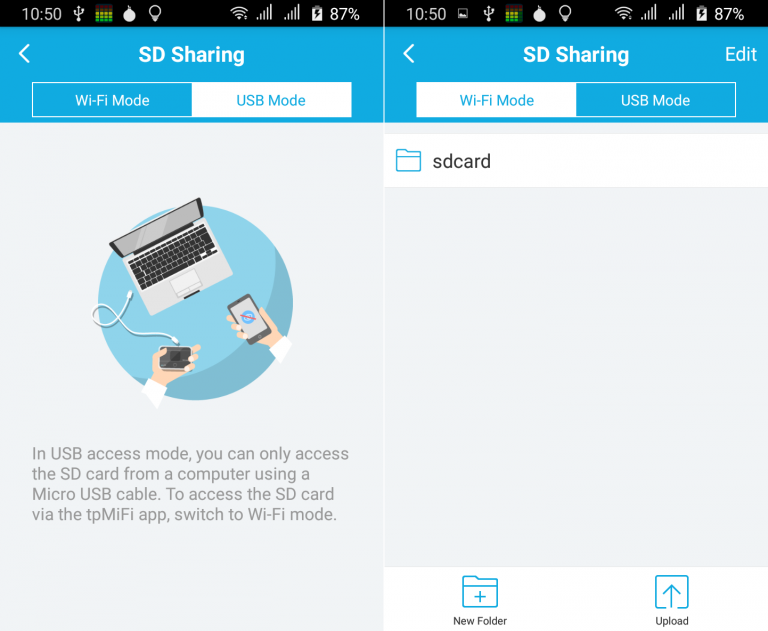 10:50
87%
SD Sharing
Wi-Fi Mode
USB Mode
In USB access mode, you can only access
the SD card from a computer using a
Micro USB cable. To access the SD card
via the tpMiFi app, switch to Wi-Fi mode.
10:50
87%
SD Sharing
Edit
Wi-Fi Mode
USB Mode
sdcard
New Folder
Upload